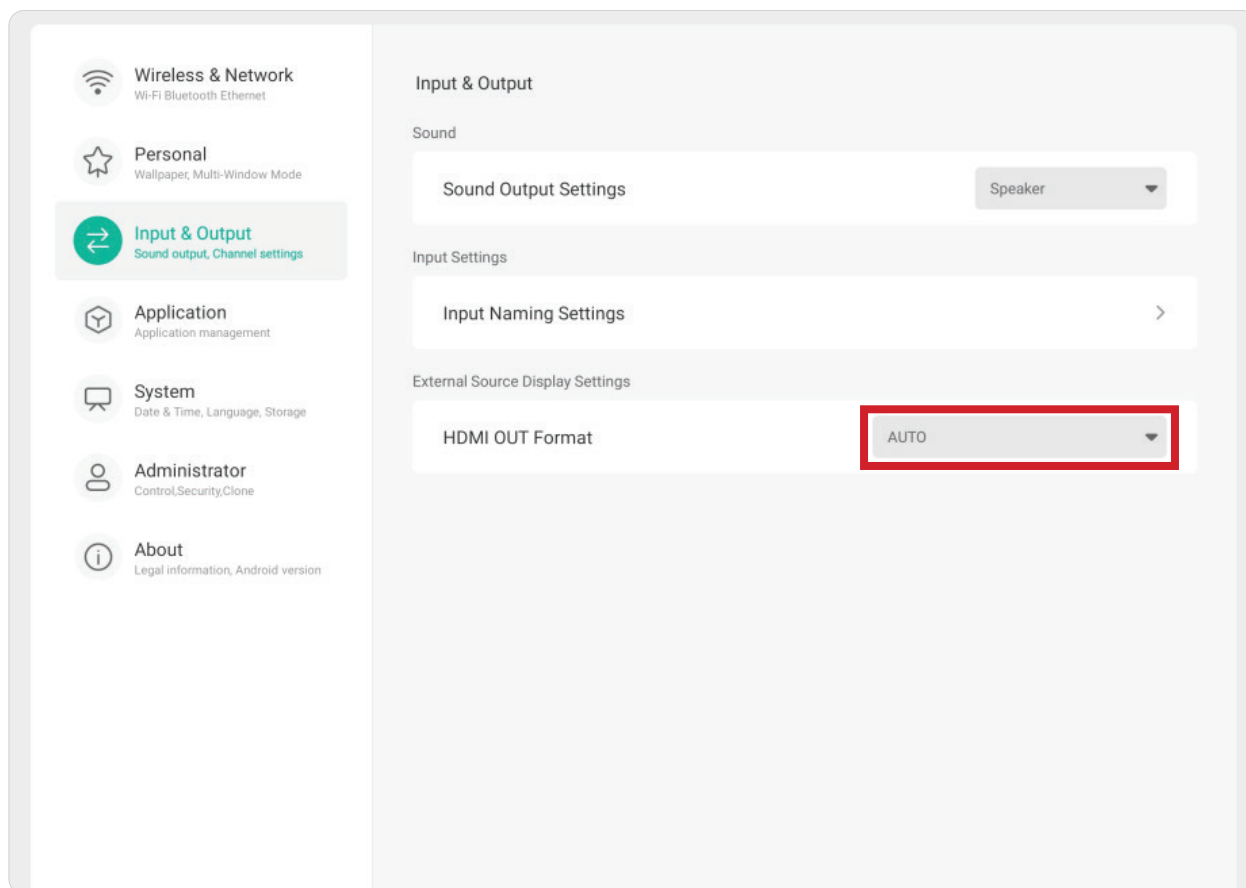 Wireless & Network
Wi-Fi Bluetooth Ethernet
Personal
Wallpaper, Multi-Window Mode
Input & Output
Sound output, Channel settings
Application
Application management
System
Date & Time, Language, Storage
Administrator
Control,Security,Clone
About
Legal information, Android version
Input & Output
Sound
Sound Output Settings
Speaker
Input Settings
Input Naming Settings
External Source Display Settings
HDMI OUT Format
AUTO